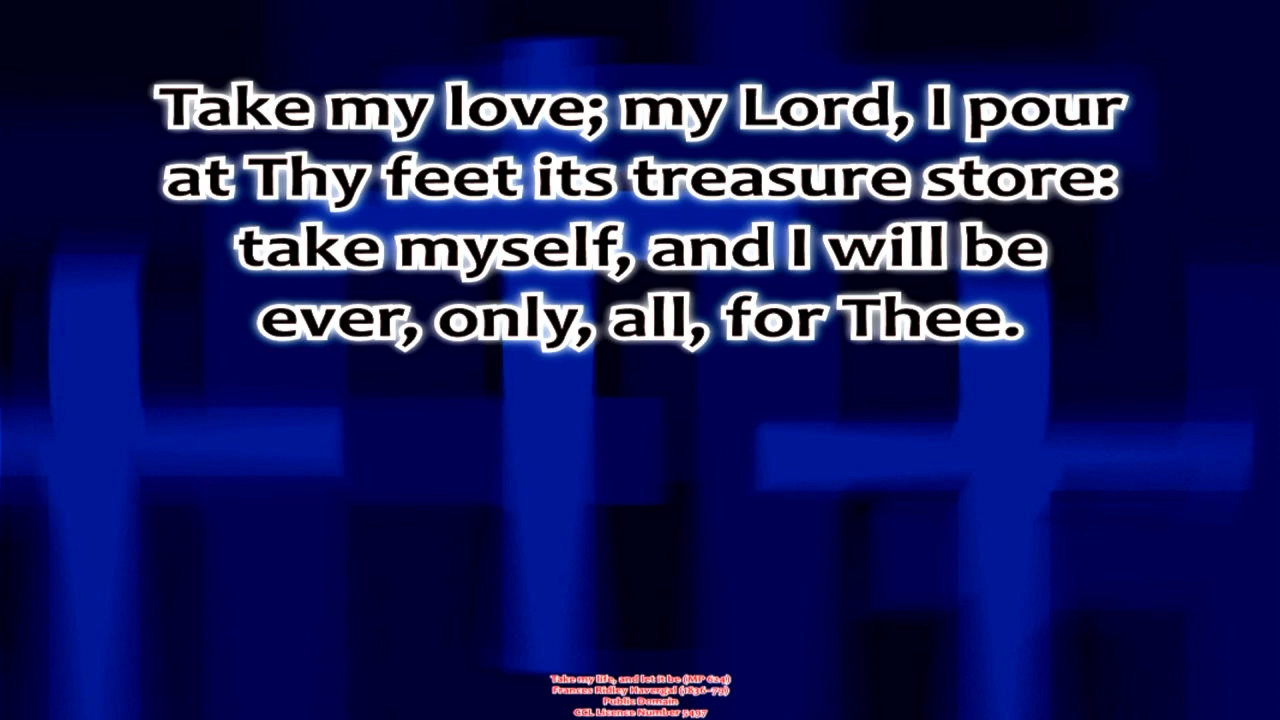 Take my love; my Lord, I pour
at Thy feet its treasure store:
take myself, and I will be
ever, only, all, for Thee.
Take my life, and let it be (MP 624)
Frances Ridley Havergal (1836-79)
Public Domain
CCL Licence Number 5497